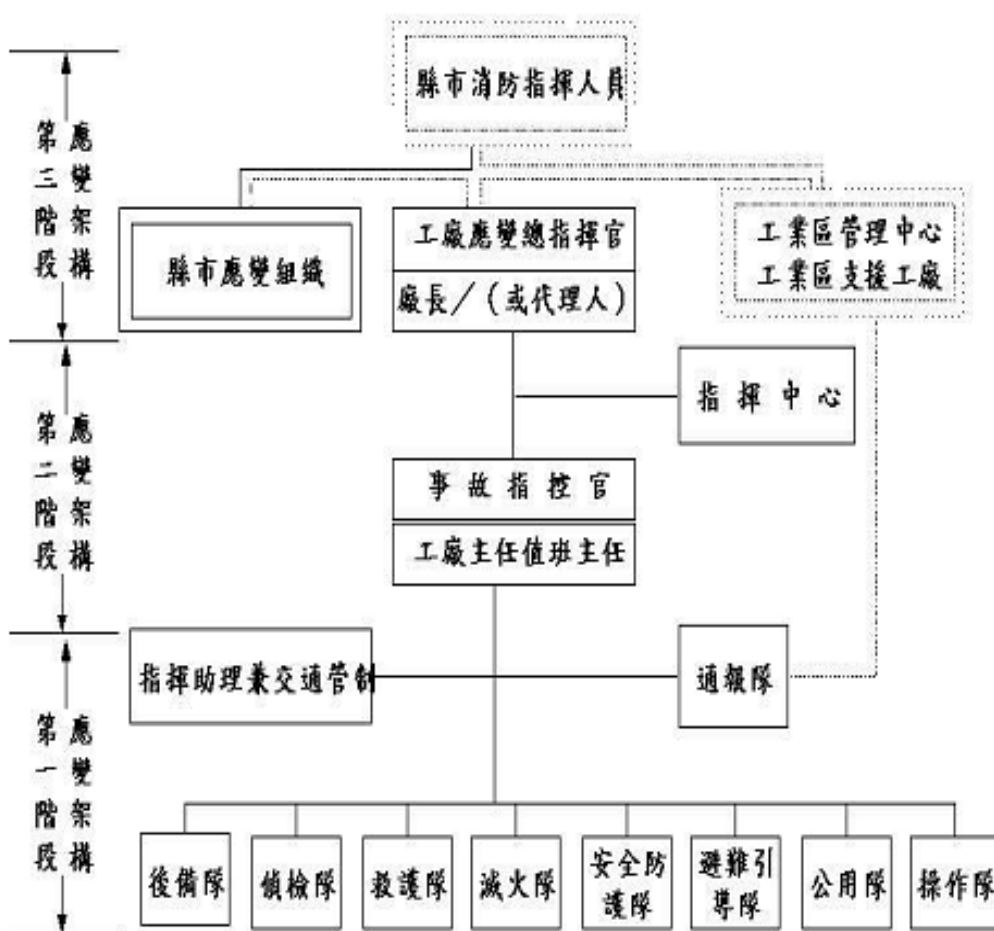 縣市消防指揮人員
第三階段
應變架構
縣市應變組織
工廠應變總指揮官
廠長／（或代理人）
工業區管理中心
工業區支援工廠
第二階段
應變架構
指揮中心
事故指控官
工廠主任值班主任
第一階段
應變架構
指揮助理兼交通管制
通報隊
後備隊
偵檢隊
救護隊
滅火隊
安全防
護隊
避難引
導隊
公用隊
操作隊